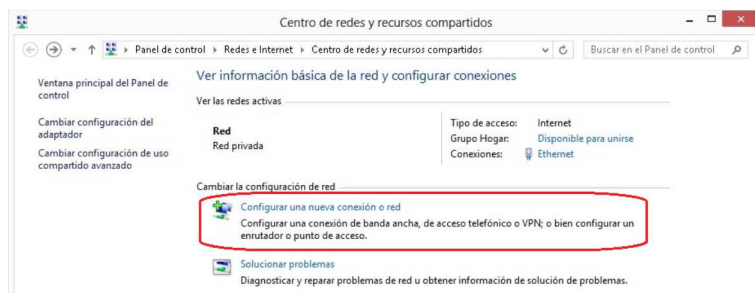 Centro de redes y recursos compartidos
Panel de control Redes e Internet Centro de redes y recursos compartidos
Buscar en el Panel de control
Ventana principal del Panel de
control
Cambiar configuración del
adaptador
Cambiar configuración de uso
compartido avanzado
Ver información básica de la red y configurar conexiones
Ver las redes activas
Red
Red privada
Tipo de acceso: Internet
Grupo Hogar: Disponible para unirse
Conexiones: Ethernet
Cambiar la configuración de red
Configurar una nueva conexión o red
Configurar una conexión de banda ancha, de acceso telefónico o VPN; o bien configurar un
enrutador o punto de acceso.
Solucionar problemas
Diagnosticar y reparar problemas de red u obtener información de solución de problemas.